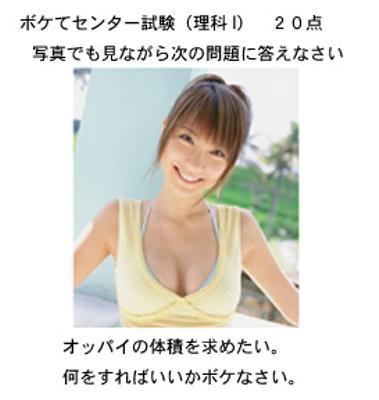 ボケてセンター試験（理科Ⅰ）　２０点
写真でも見ながら次の問題に答えなさい
オッパイの体積を求めたい。
何をすればいいかボケなさい。